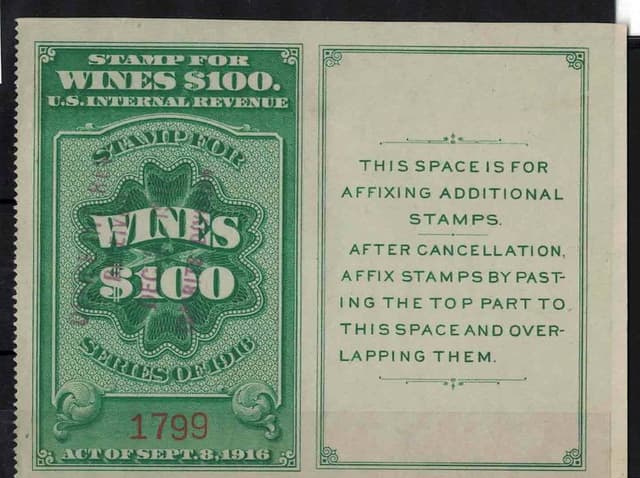 STAMP FOR
WINES $100.
U.S. INTERNAL REVENUE
STAMP FOR
WINES
$100
SERIES OF 1916
1799
ACT OF SEPT. 8, 1916
THIS SPACE IS FOR
AFFIXING ADDITIONAL
STAMPS.
AFTER CANCELLATION,
AFFIX STAMPS BY PAST-
ING THE TOP PART TO
THIS SPACE AND OVER-
LAPPING THEM.